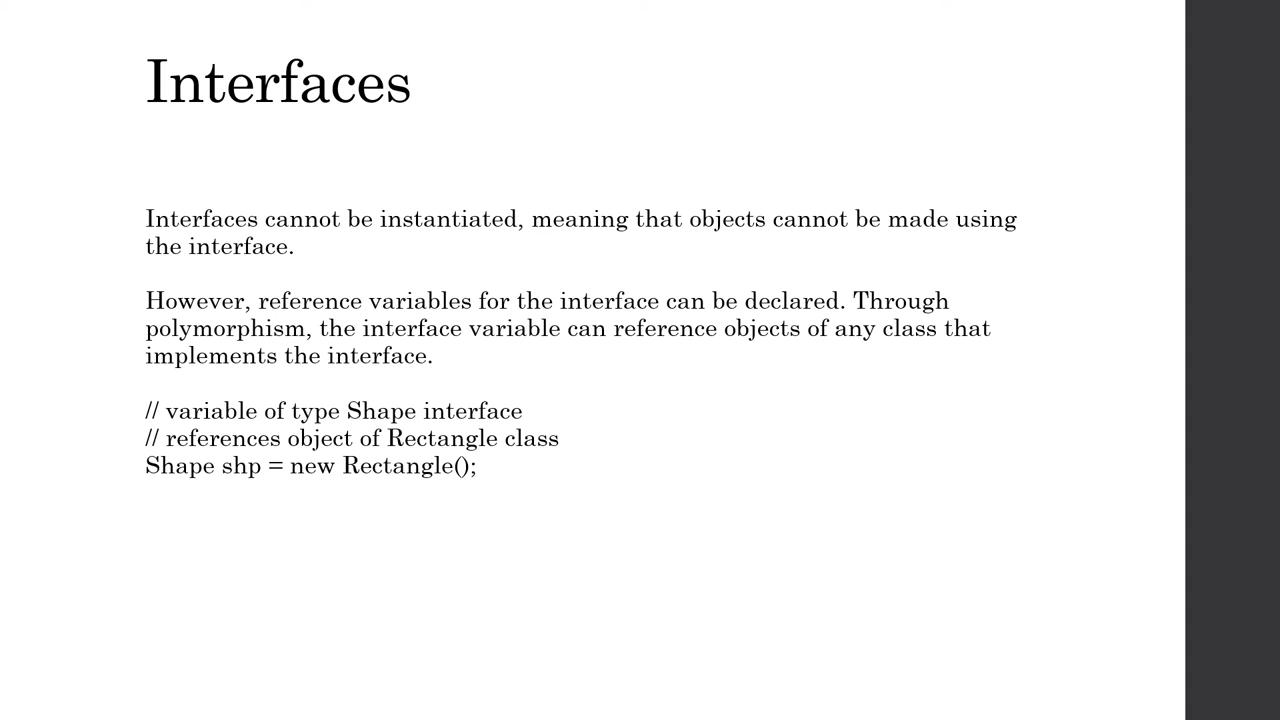 Interfaces
Interfaces cannot be instantiated, meaning that objects cannot be made using
the interface.
However, reference variables for the interface can be declared. Through
polymorphism, the interface variable can reference objects of any class that
implements the interface.
// variable of type Shape interface
// references object of Rectangle class
Shape shp = new Rectangle();